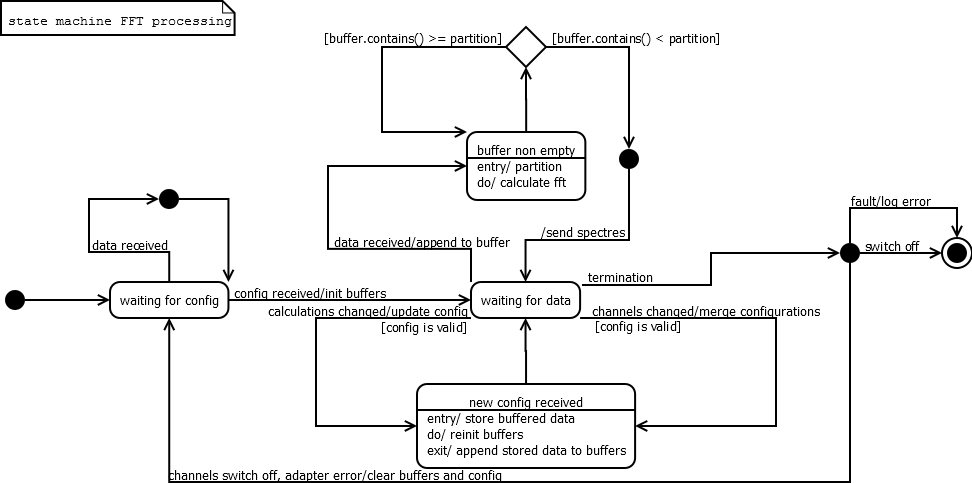 state machine FFT processing
[buffer.contains() >= partition]
[buffer.contains() < partition]
buffer non empty
entry/ partition
do/ calculate fft
fault/log error
/send spectres
data received
data received/append to buffer
switch off
termination
config received/init buffers
waiting for config
waiting for data
calculations changed/update config
[config is valid]
channels changed/merge configurations
[config is valid]
new config received
entry/ store buffered data
do/ reinit buffers
exit/ append stored data to buffers
channels switch off, adapter error/clear buffers and config